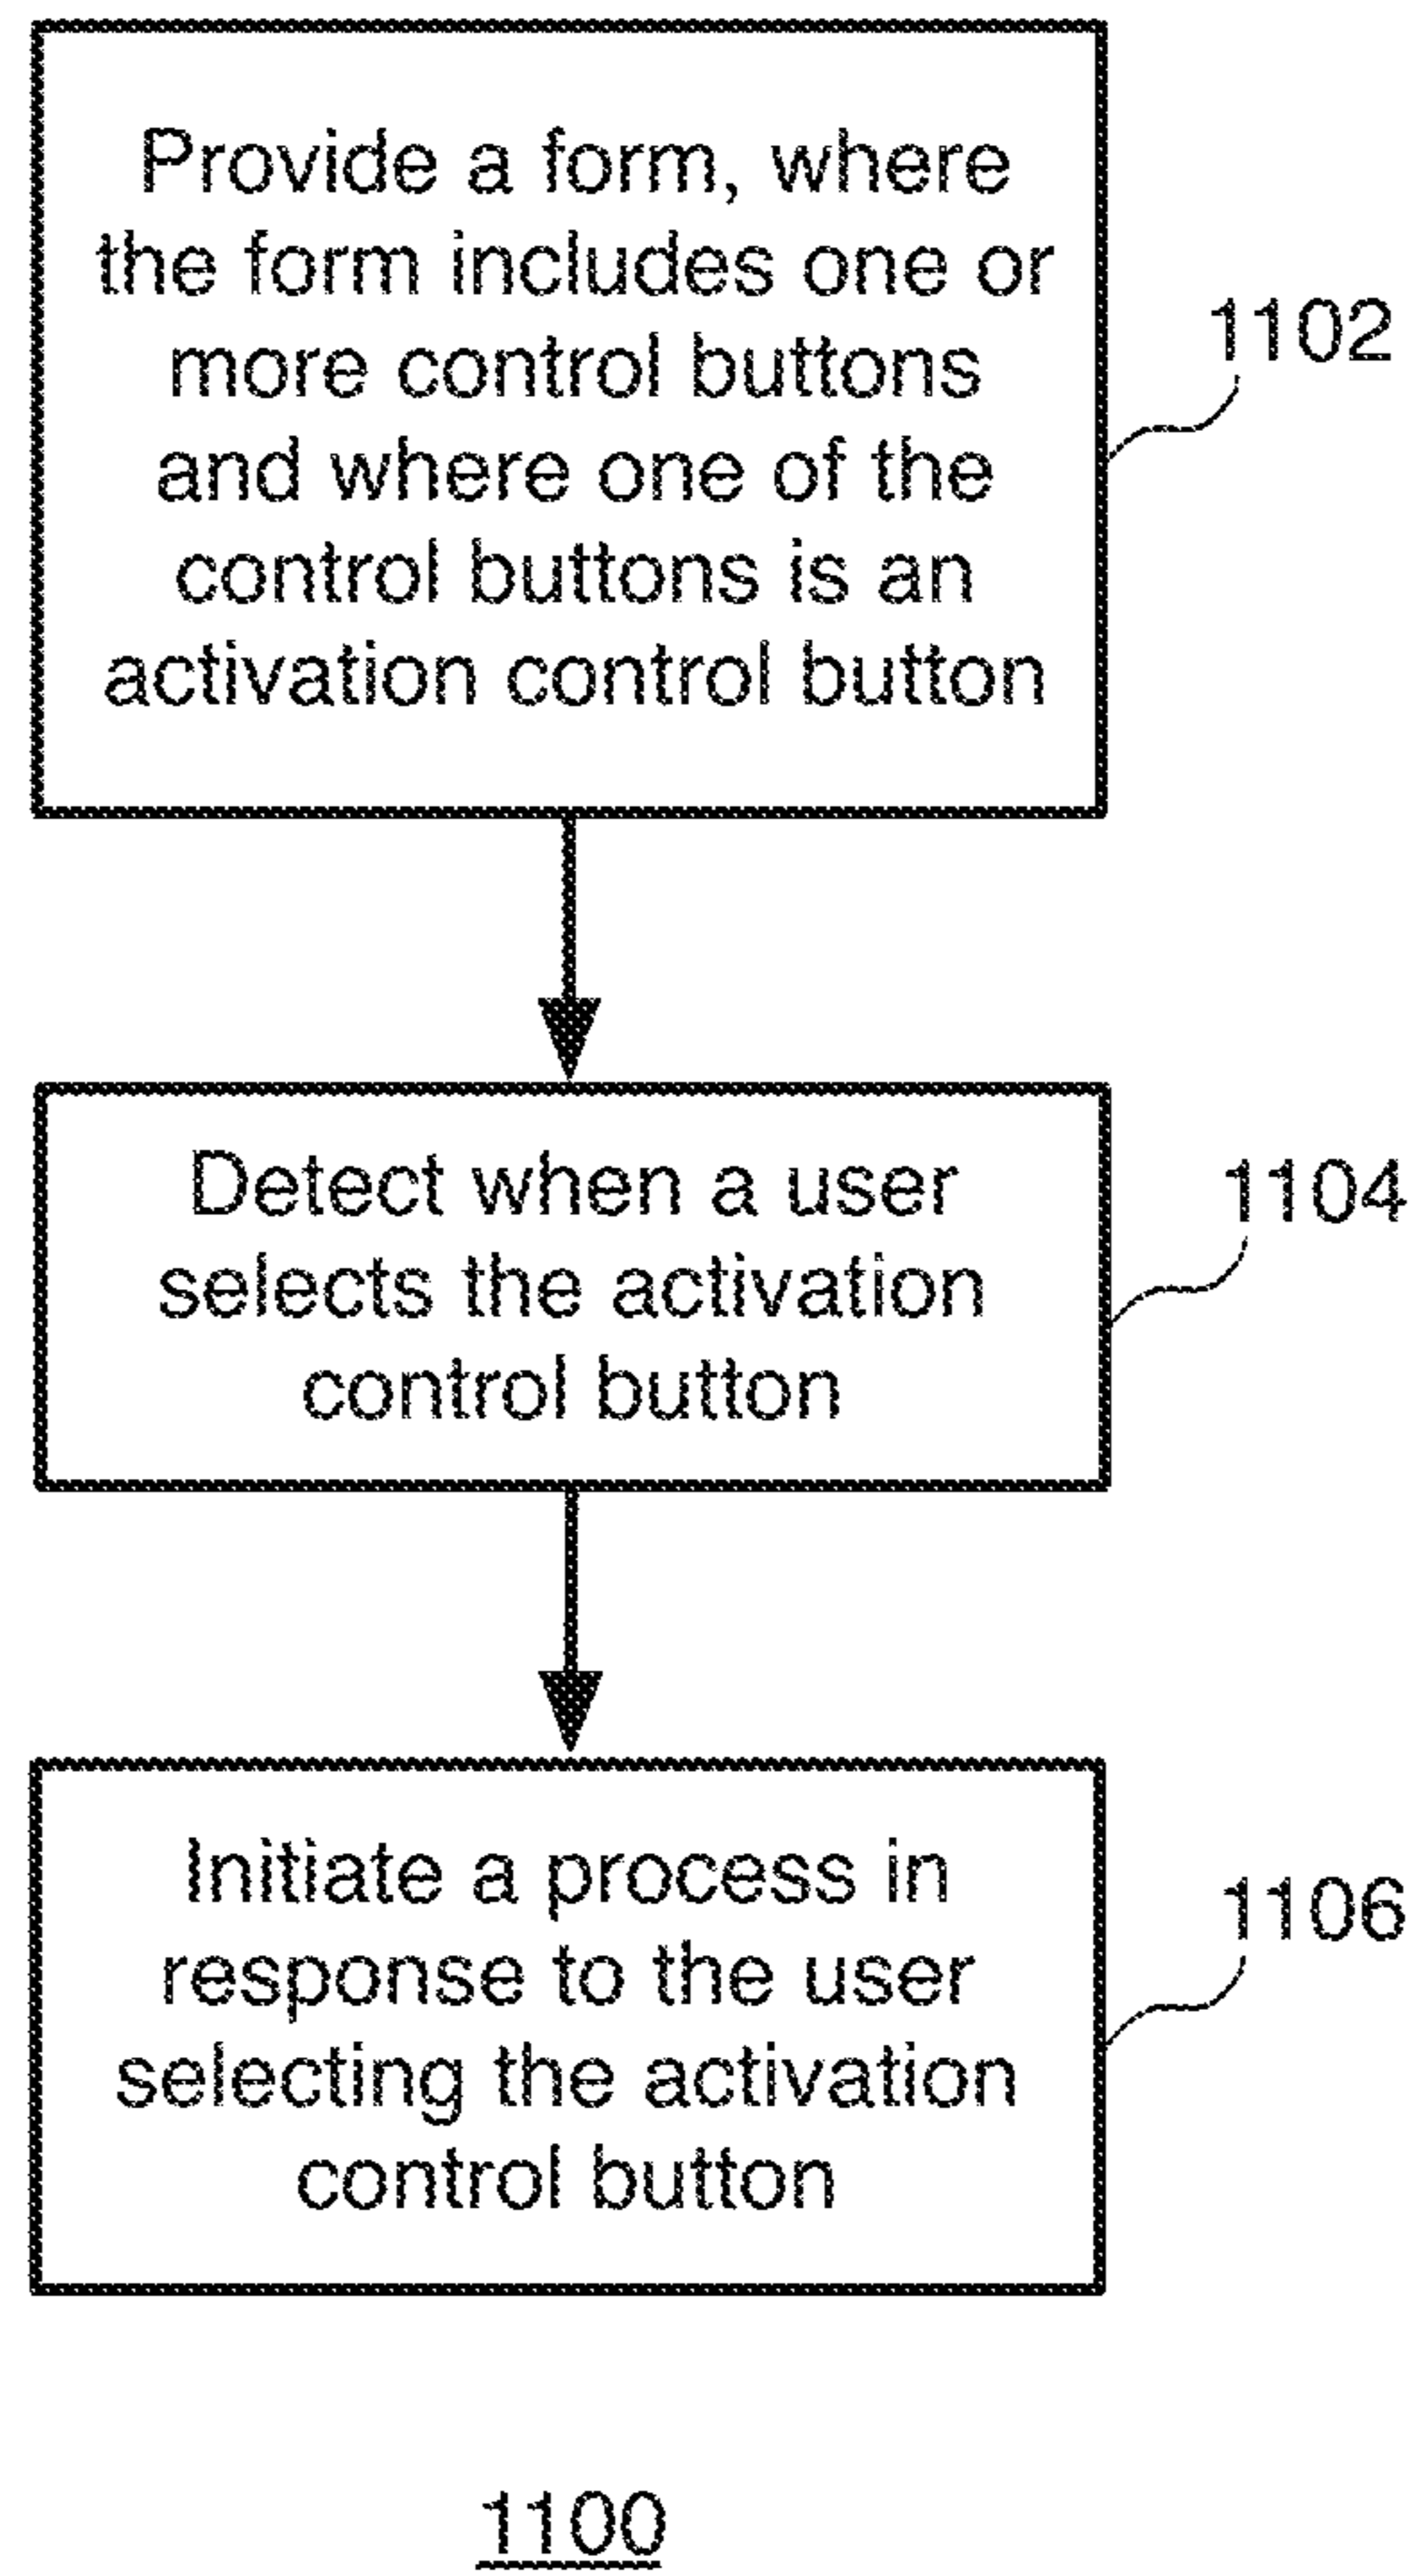 Provide a form, where
the form includes one or
more control buttons
and where one of the
control buttons is an
activation control button
1102
Detect when a user
selects the activation
control button
1104
Initiate a process in
response to the user
selecting the activation
control button
1106
1100